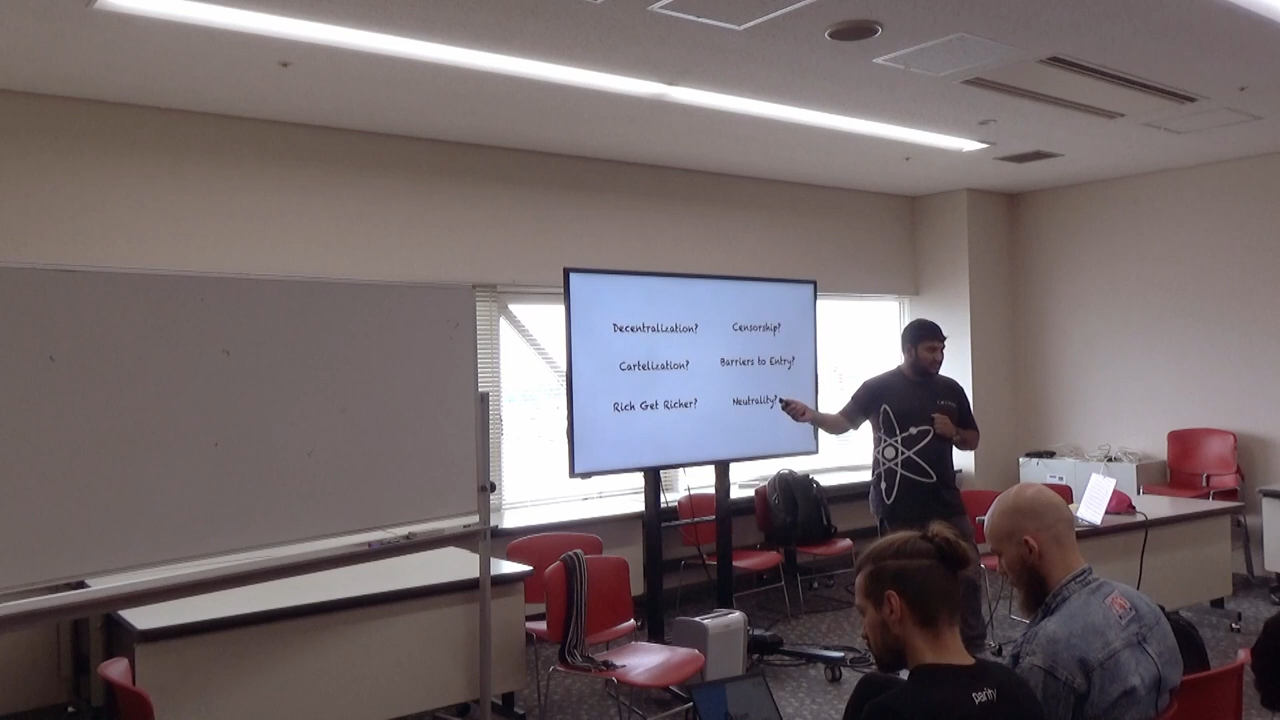 Decentralization?
Censorship?
Cartelization?
Barriers to Entry?
Rich Get Richer?
Neutrality?
parity